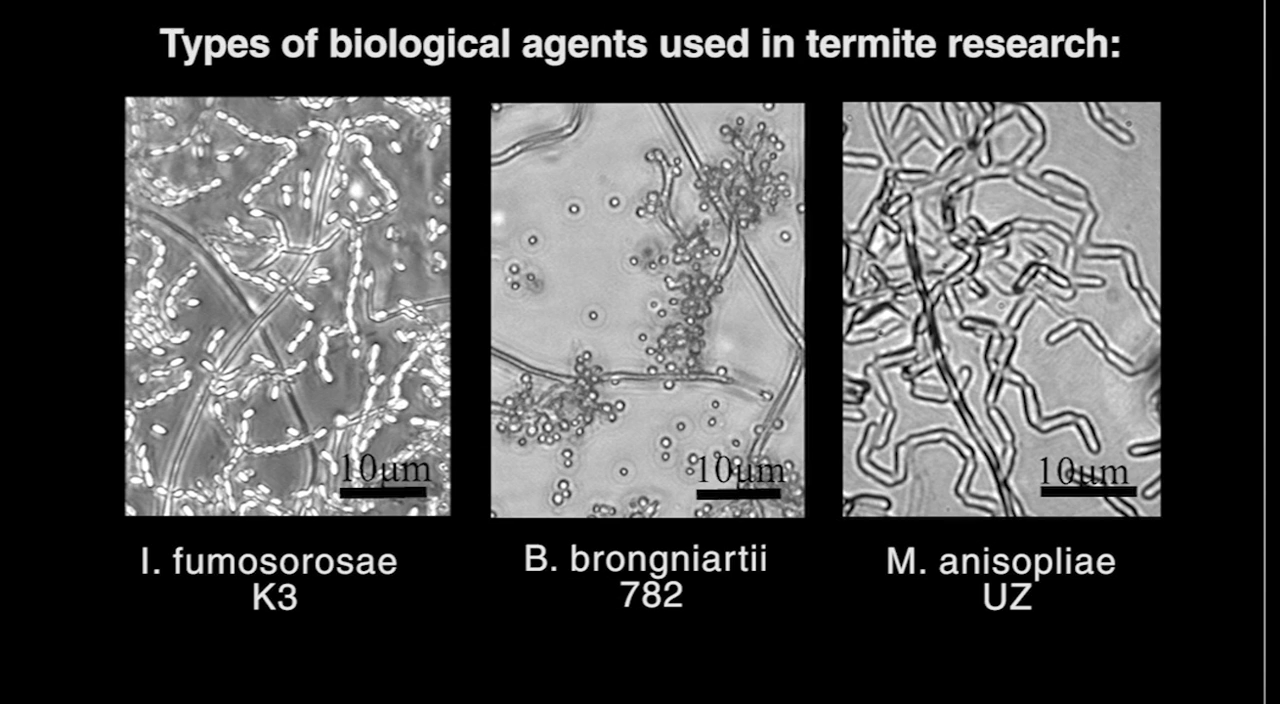 Types of biological agents used in termite research:
10μm
10μm
10μm
I. fumosorosae
K3
B. brongniartii
782
M. anisopliae
UZ